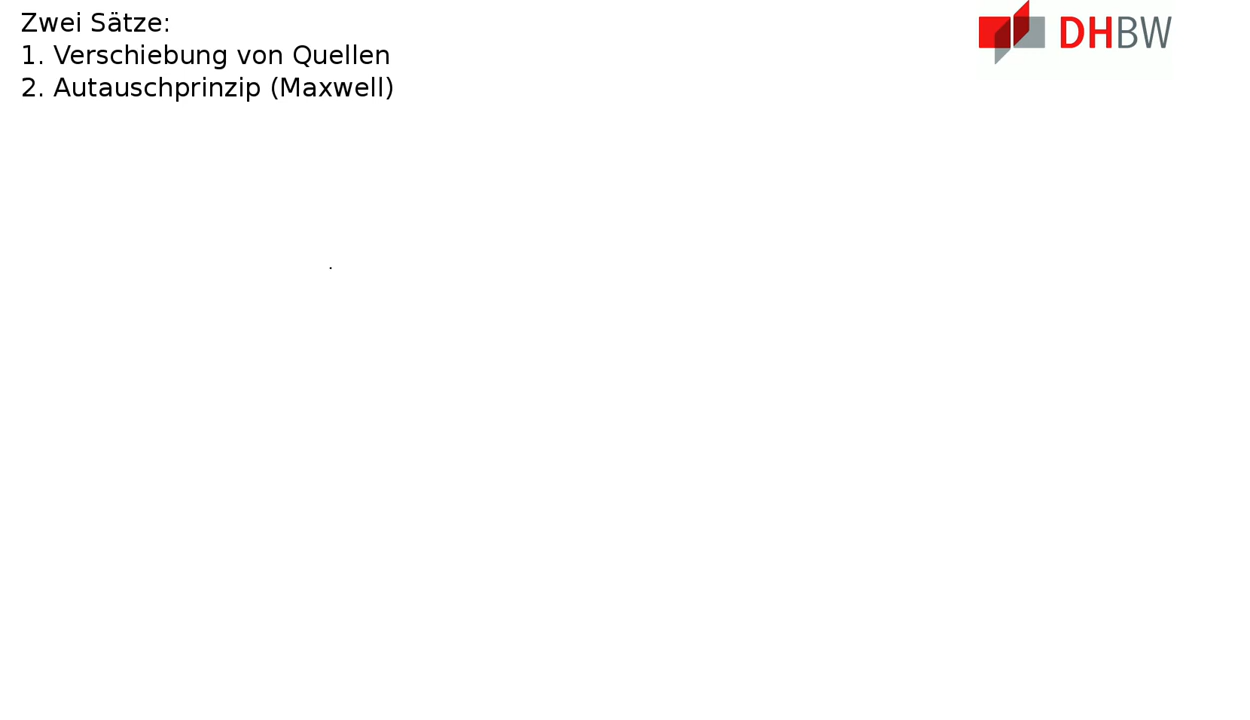 Zwei Sätze:
1. Verschiebung von Quellen
2. Autauschprinzip (Maxwell)
DHBW